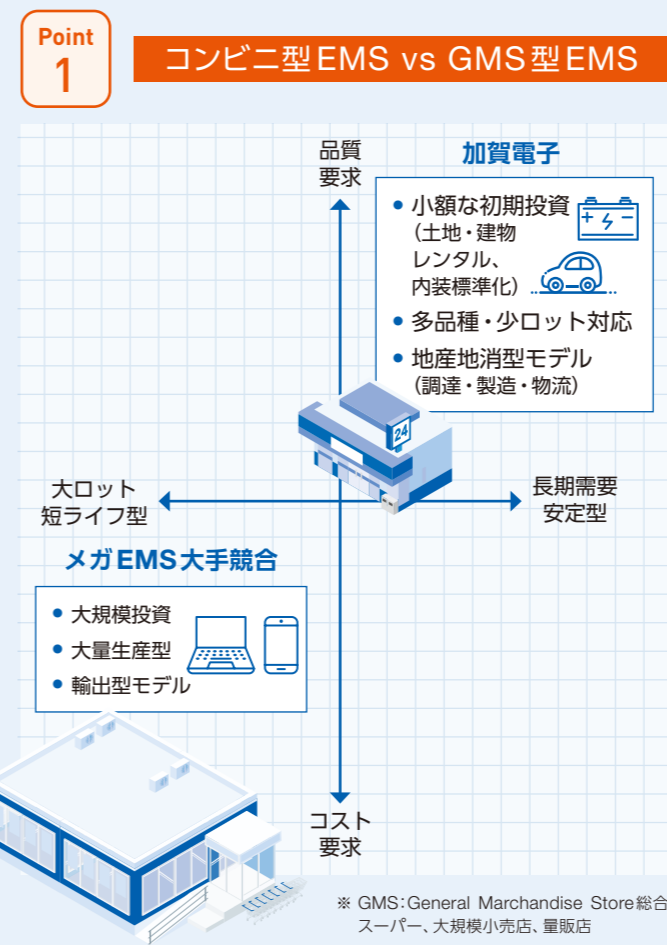 Point
1
コンビニ型EMS vs GMS型EMS
品質
要求
加賀電子
• 小額な初期投資
（土地・建物
レンタル、
内装標準化）
• 多品種・少ロット対応
• 地産地消型モデル
（調達・製造・物流）
24
大ロット
短ライフ型
長期需要
安定型
メガEMS大手競合
• 大規模投資
• 大量生産型
• 輸出型モデル
コスト
要求
※ GMS：General Marchandise Store総合
スーパー、大規模小売店、量販店